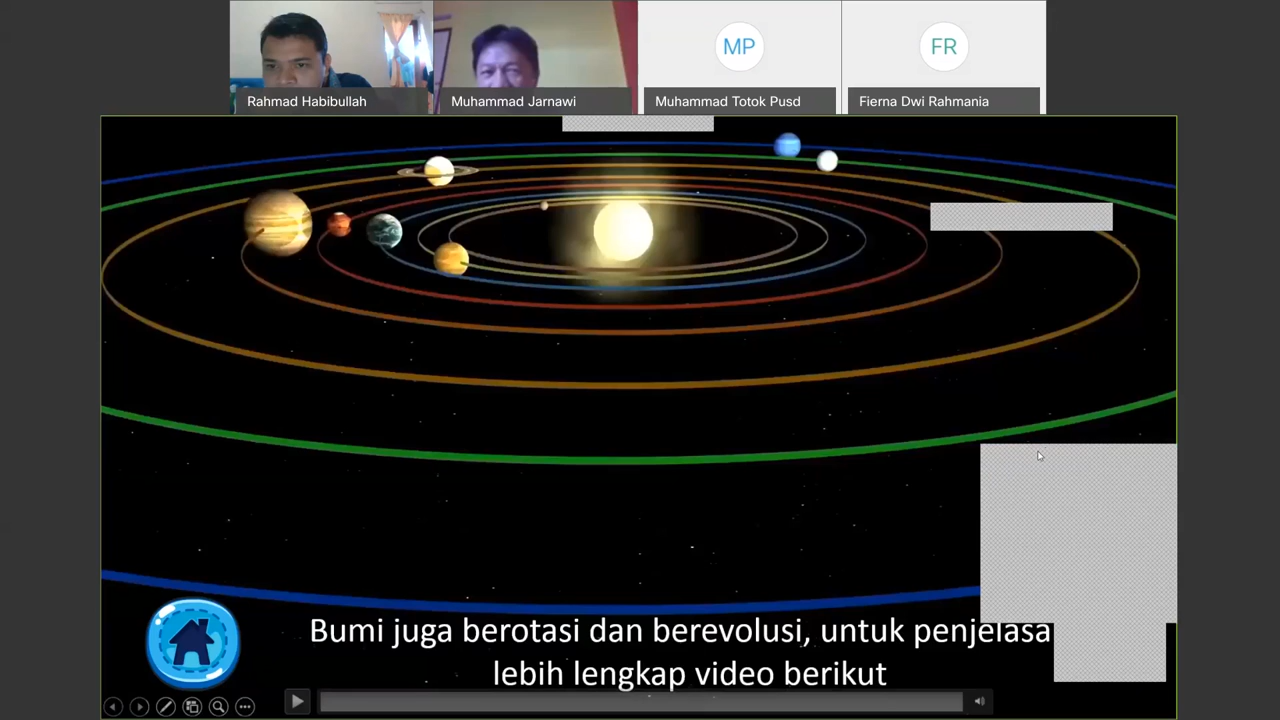 MP
FR
Rahmad Habibullah
Muhammad Jarnawi
Muhammad Totok Pusd
Fierna Dwi Rahmania
Bumi juga berotasi dan berevolusi, untuk penjelasa
lebih lengkap video berikut